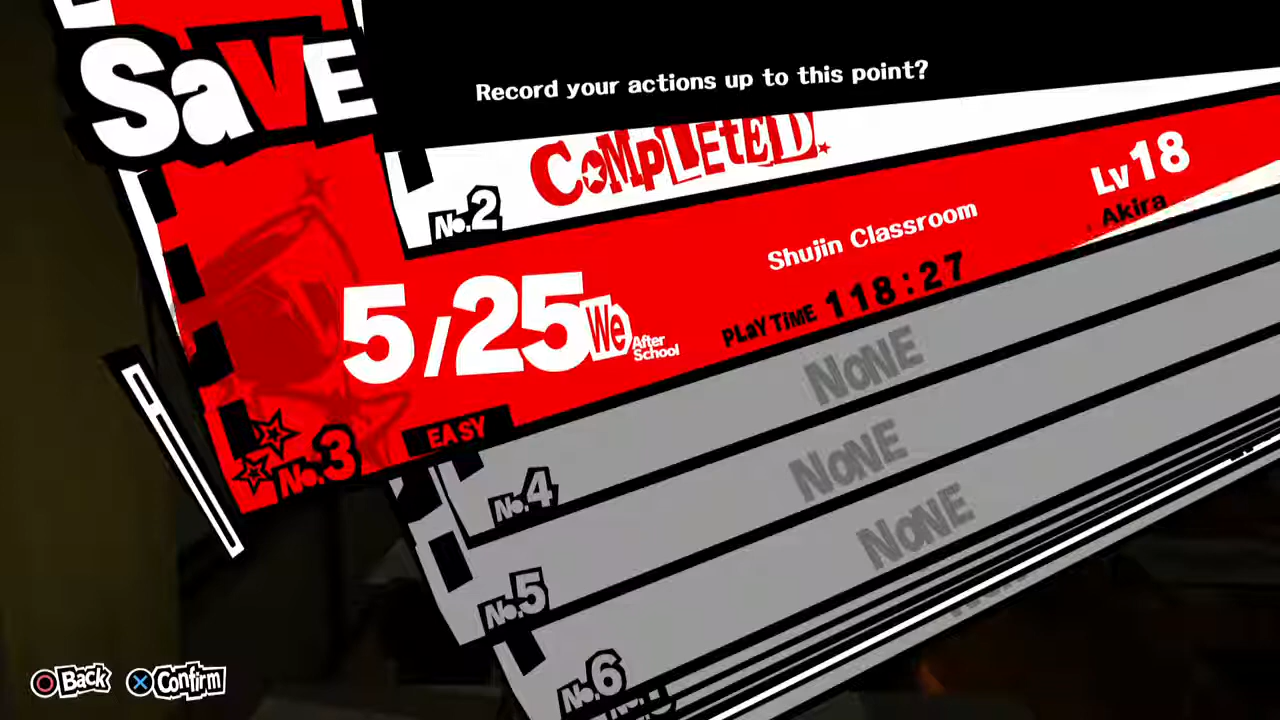 SaVE
Record your actions up to this point?
COMPLETED.
No.2
Lv18
Akira
Shujin Classroom
PLAY TIME 118:27
5/25 We After School
EASY
No.3
NONE
No.4
NONE
No.5
NONE
No.6
Back Confirm